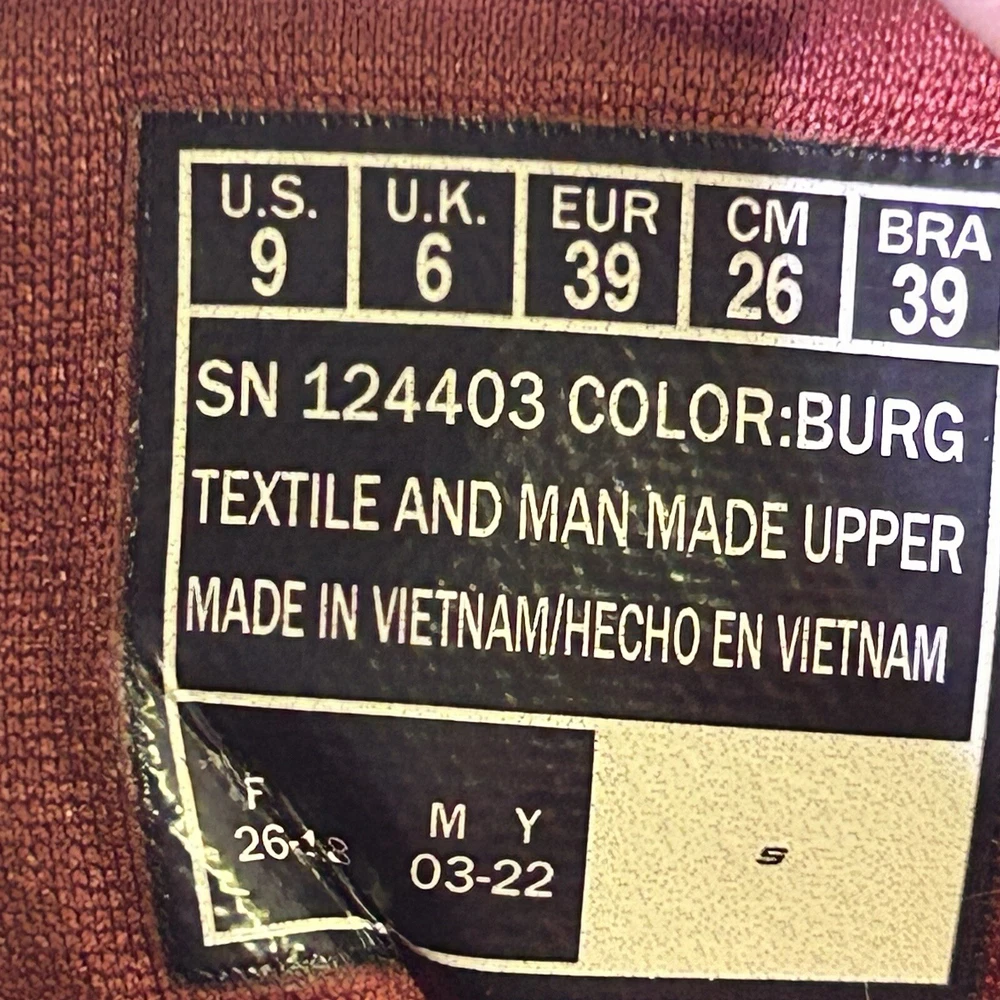 U.S. U.K. EUR CM BRA
9 6 39 26 39
SN 124403 COLOR:BURG
TEXTILE AND MAN MADE UPPER
MADE IN VIETNAM/HECHO EN VIETNAM
F M Y
03-22
S